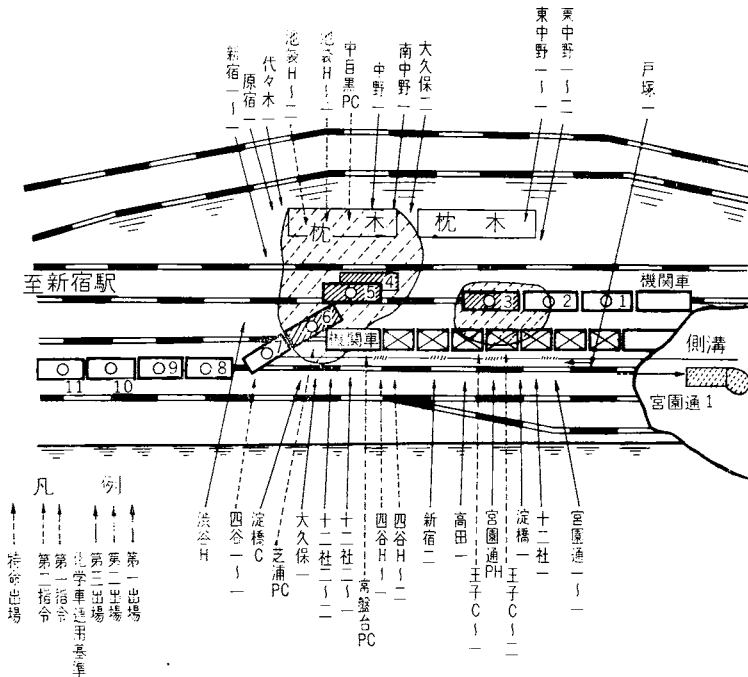 新宿一〜一
原宿一
代々木一
池袋H〜二
池袋H〜一
中目黒PC
中野一
南中野一
大久保二
東中野一〜一
東中野一〜二
戸塚一
枕 木
枕 木
至新宿駅
機関車
4
5
3
2
1
6
機関車
側溝
11
10
9
8
宮園通1
凡 例
特命出場
第二指令
第一指令
化学車運用基準
第三出場
第二出場
第一出場
渋谷H
四谷一〜一
淀橋C
芝浦PC
大久保一
十二社二〜二
十二社二〜一
常盤台PC
四谷H〜一
四谷H〜二
新宿二
高田一
王子C〜一
宮園通PH
王子C〜二
淀橋一
十二社一
宮園通一〜一